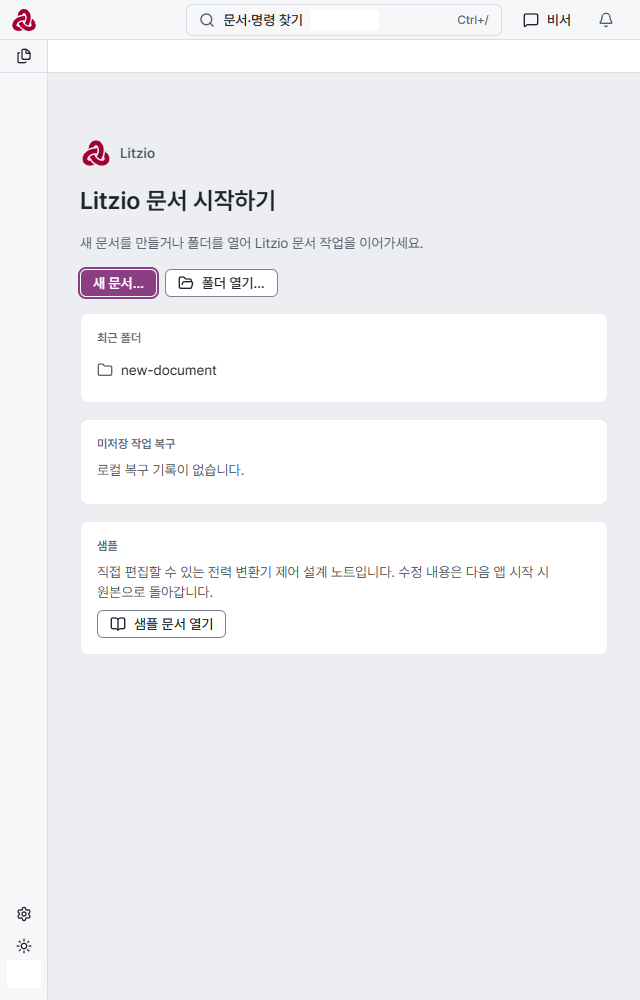 문서·명령 찾기
Ctrl+/
비서
Litzio
Litzio 문서 시작하기
새 문서를 만들거나 폴더를 열어 Litzio 문서 작업을 이어가세요.
새 문서...
폴더 열기...
최근 폴더
new-document
미저장 작업 복구
로컬 복구 기록이 없습니다.
샘플
직접 편집할 수 있는 전력 변환기 제어 설계 노트입니다. 수정 내용은 다음 앱 시작 시
원본으로 돌아갑니다.
샘플 문서 열기